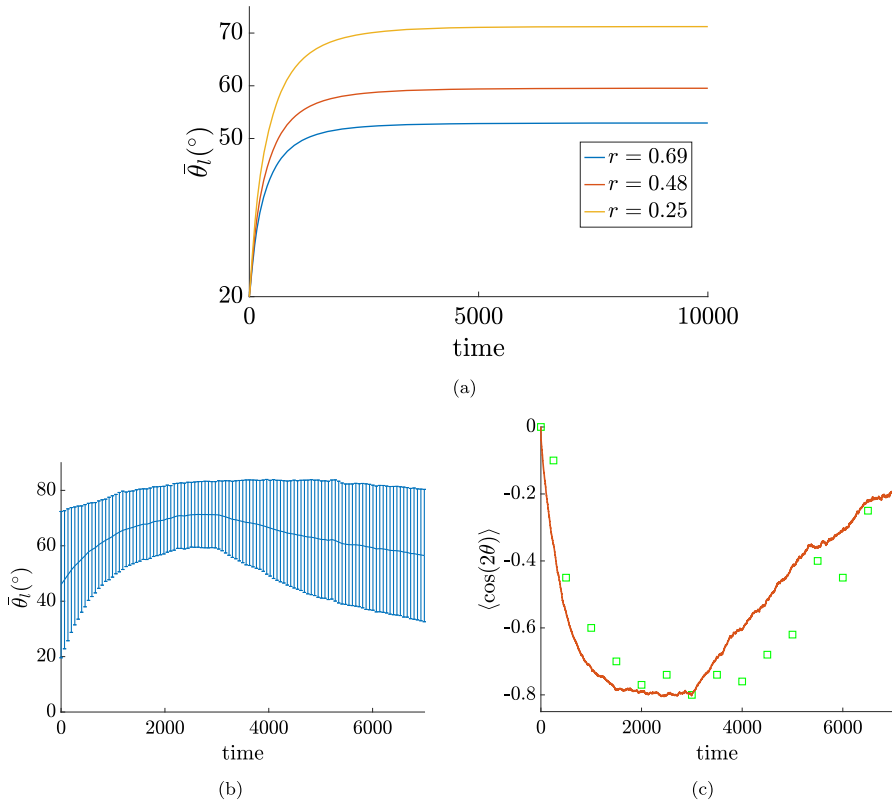 70
60
50
20
θ̄_l(°)
r = 0.69
r = 0.48
r = 0.25
0 5000 10000
time
(a)
80
60
40
20
0
θ̄_l(°)
0 2000 4000 6000
time
(b)
0
-0.2
-0.4
-0.6
-0.8
⟨cos(2θ)⟩
0 2000 4000 6000
time
(c)